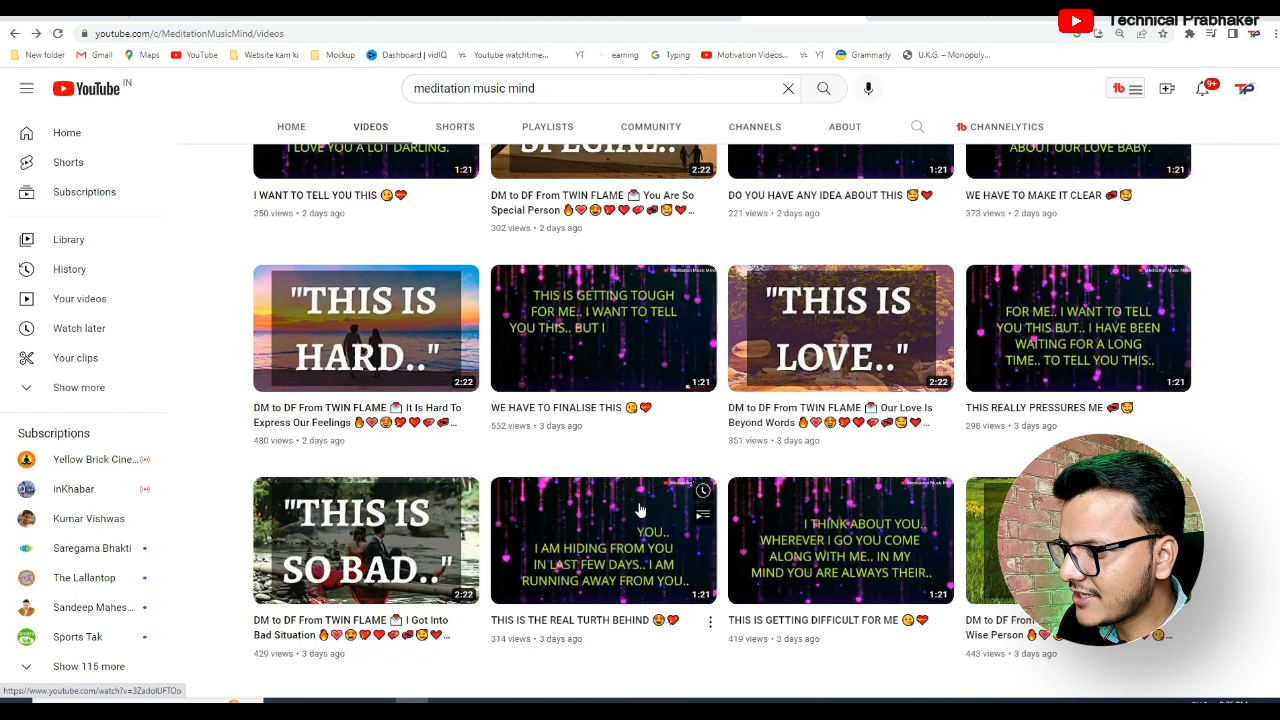 Technical Prabhaker
youtube.com/c/MeditationMusicMind/videos
New folder
Gmail
Maps
YouTube
Website kam ki
Mockup
Dashboard | vidIQ
Youtube watchtime...
YT
earning
Typing
Motivation Videos...
YT
Grammarly
U.K.G. – Monopoly...
YouTube IN
meditation music mind
9+
HOME
VIDEOS
SHORTS
PLAYLISTS
COMMUNITY
CHANNELS
ABOUT
CHANNELYTICS
Home
Shorts
Subscriptions
Library
History
Your videos
Watch later
Your clips
Show more
Subscriptions
Yellow Brick Cine...
inKhabar
Kumar Vishwas
Saregama Bhakti
The Lallantop
Sandeep Mahes...
Sports Tak
Show 115 more
I LOVE YOU A LOT DARLING.
1:21
I WANT TO TELL YOU THIS 😘💝
250 views • 2 days ago
SPECIAL..
2:22
DM to DF From TWIN FLAME 📩 You Are So
Special Person
302 views • 2 days ago
1:21
DO YOU HAVE ANY IDEA ABOUT THIS 🥰❤️
221 views • 2 days ago
ABOUT OUR LOVE BABY.
1:21
WE HAVE TO MAKE IT CLEAR
373 views • 2 days ago
"THIS IS
HARD.."
2:22
DM to DF From TWIN FLAME 📩 It Is Hard To
Express Our Feelings
480 views • 2 days ago
Meditation Music Mind
THIS IS GETTING TOUGH
FOR ME.. I WANT TO TELL
YOU THIS.. BUT I
1:21
WE HAVE TO FINALISE THIS 😘💝
552 views • 3 days ago
"THIS IS
LOVE.."
2:22
DM to DF From TWIN FLAME 📩 Our Love Is
Beyond Words
351 views • 3 days ago
Meditation Music Mind
FOR ME.. I WANT TO TELL
YOU THIS BUT.. I HAVE BEEN
WAITING FOR A LONG
TIME.. TO TELL YOU THIS..
1:21
THIS REALLY PRESSURES ME
298 views • 3 days ago
"THIS IS
SO BAD.."
2:22
DM to DF From TWIN FLAME 📩 I Got Into
Bad Situation
429 views • 3 days ago
YOU..
I AM HIDING FROM YOU
IN LAST FEW DAYS.. I AM
RUNNING AWAY FROM YOU..
1:21
THIS IS THE REAL TURTH BEHIND
314 views • 3 days ago
Meditation Music Mind
I THINK ABOUT YOU..
WHEREVER I GO YOU COME
ALONG WITH ME.. IN MY
MIND YOU ARE ALWAYS THEIR..
1:21
THIS IS GETTING DIFFICULT FOR ME
419 views • 3 days ago
DM to DF From
Wise Person
443 views • 3 days ago
https://www.youtube.com/watch?v=3ZadolUFTOo